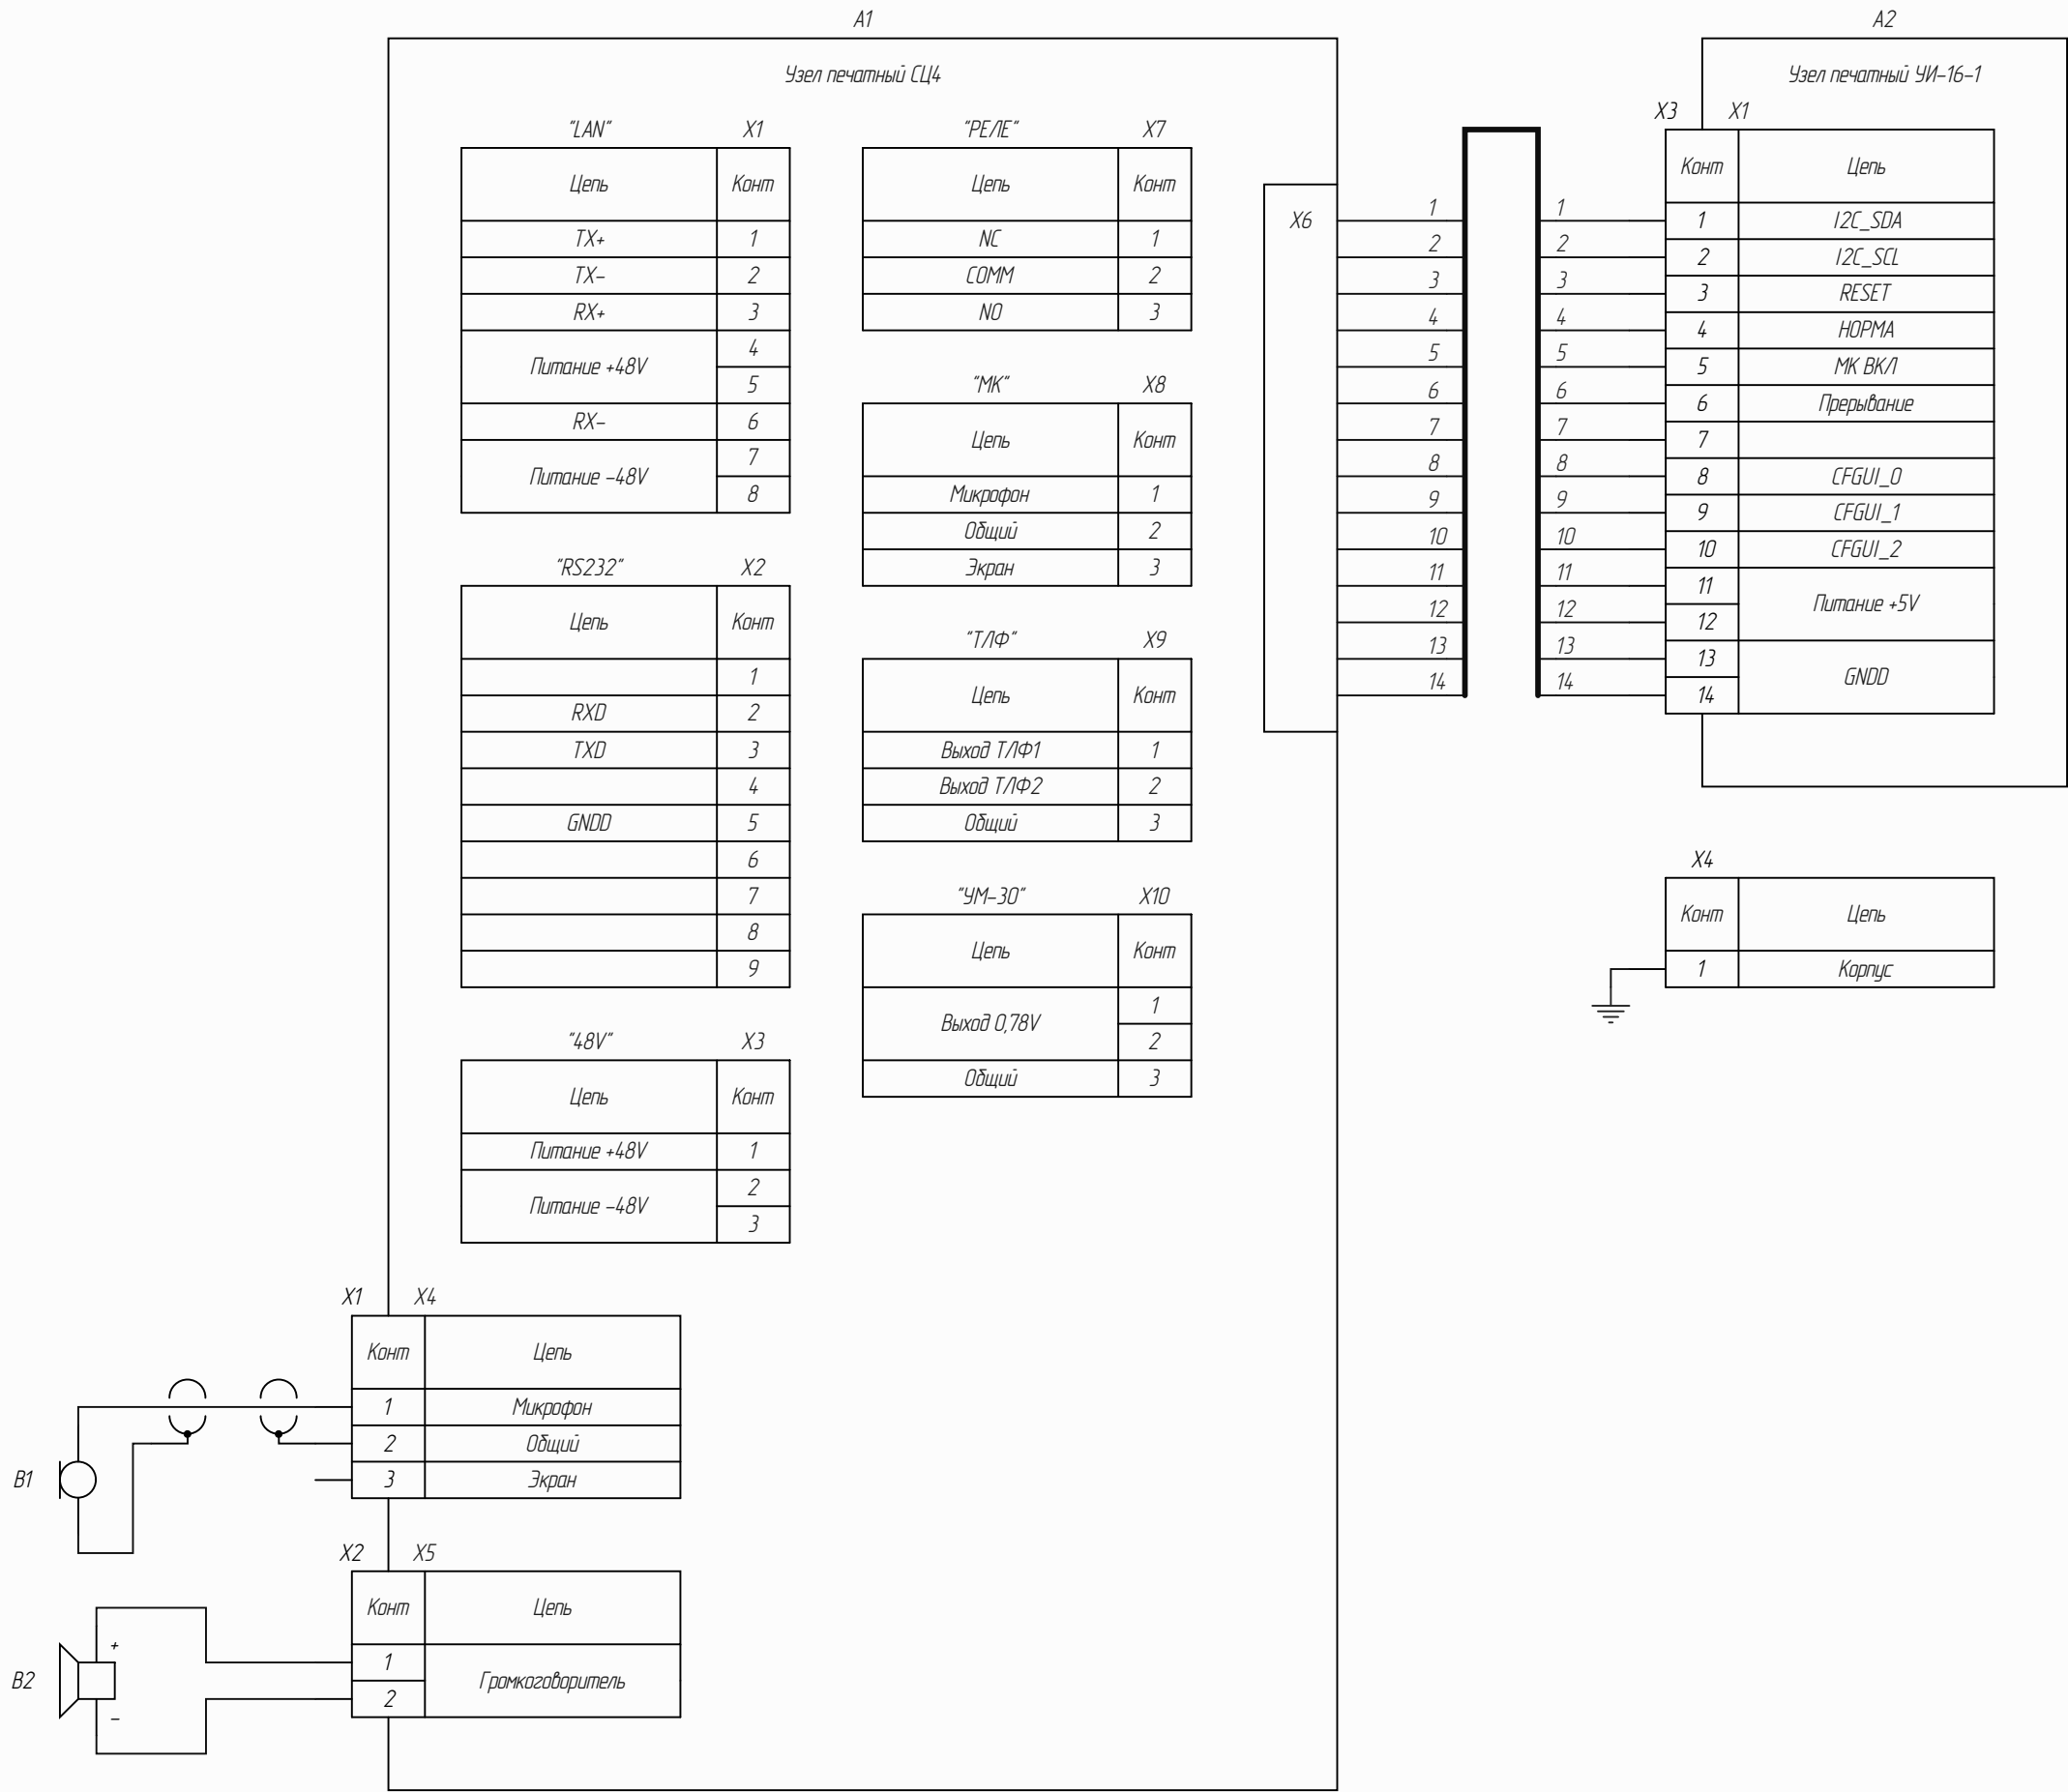 A1
Узел печатный СЦ4
"LAN" X1
Цепь Конт
TX+ 1
TX- 2
RX+ 3
Питание +48V 4
5
RX- 6
Питание -48V 7
8
"RS232" X2
Цепь Конт
1
RXD 2
TXD 3
4
GNDD 5
6
7
8
9
"48V" X3
Цепь Конт
Питание +48V 1
Питание -48V 2
3
"РЕЛЕ" X7
Цепь Конт
NC 1
COMM 2
NO 3
"МК" X8
Цепь Конт
Микрофон 1
Общий 2
Экран 3
"ТЛФ" X9
Цепь Конт
Выход ТЛФ1 1
Выход ТЛФ2 2
Общий 3
"УМ-30" X10
Цепь Конт
Выход 0,78V 1
2
Общий 3
X6
1 1
2 2
3 3
4 4
5 5
6 6
7 7
8 8
9 9
10 10
11 11
12 12
13 13
14 14
A2
Узел печатный УИ-16-1
X3 X1
Конт Цепь
1 I2C_SDA
2 I2C_SCL
3 RESET
4 НОРМА
5 МК ВКЛ
6 Прерывание
7
8 CFGUI_0
9 CFGUI_1
10 CFGUI_2
11 Питание +5V
12
13 GNDD
14
X4
Конт Цепь
1 Корпус
X1 X4
Конт Цепь
1 Микрофон
2 Общий
3 Экран
B1
X2 X5
Конт Цепь
1 Громкоговоритель
2
B2
+
-